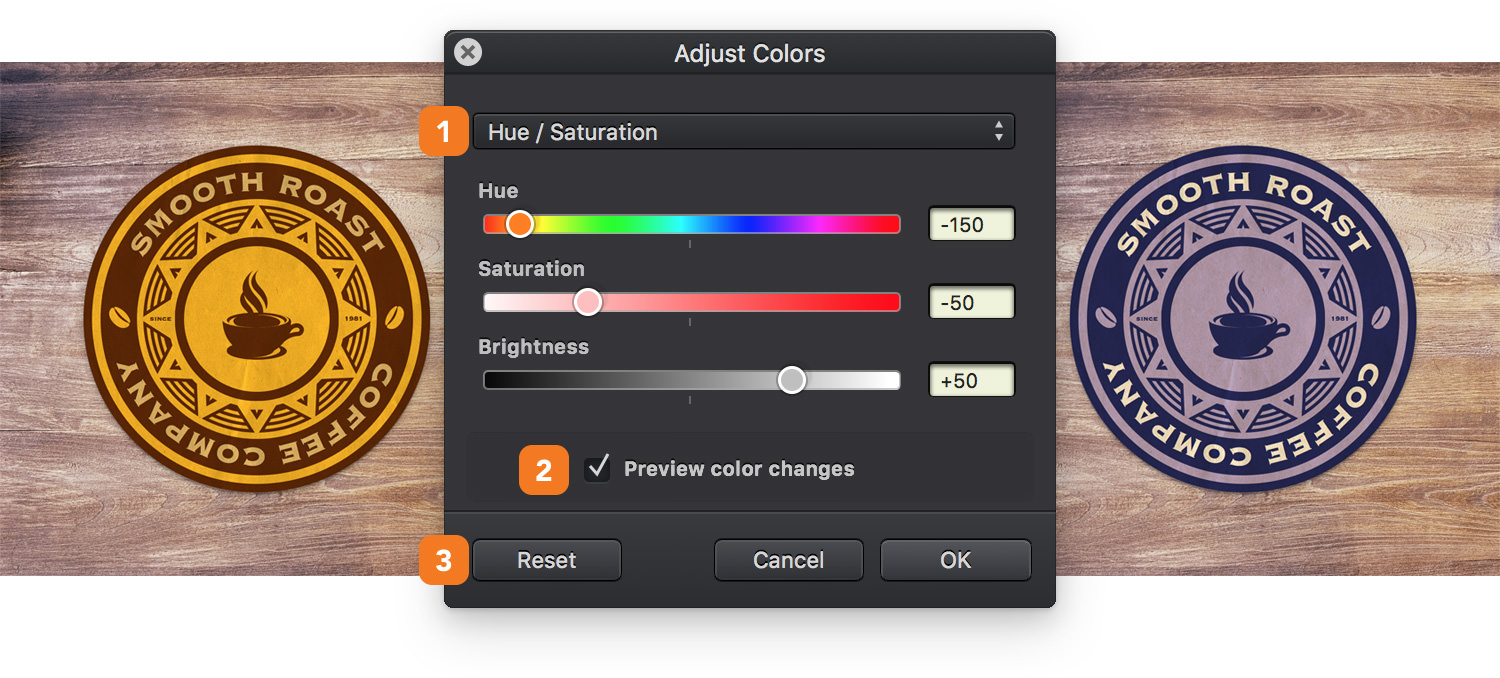 Adjust Colors
1
Hue / Saturation
Hue
-150
Saturation
-50
Brightness
+50
2
Preview color changes
3
Reset
Cancel
OK
SMOOTH ROAST
SINCE
1981
COFFEE COMPANY
SMOOTH ROAST
SINCE
1981
COFFEE COMPANY